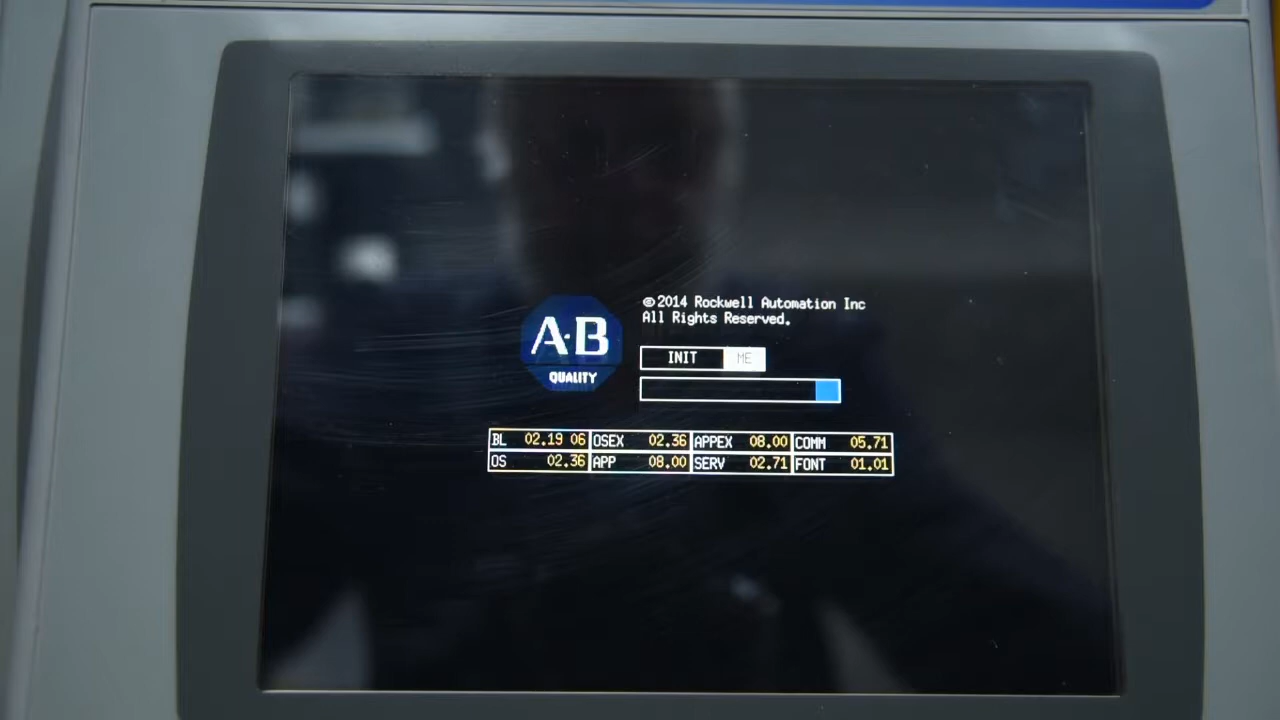 ©2014 Rockwell Automation Inc
All Rights Reserved.
A·B
QUALITY
INIT ME
BL 02.19 06 OSEX 02.36 APPEX 08.00 COMM 05.71
OS 02.36 APP 08.00 SERV 02.71 FONT 01.01